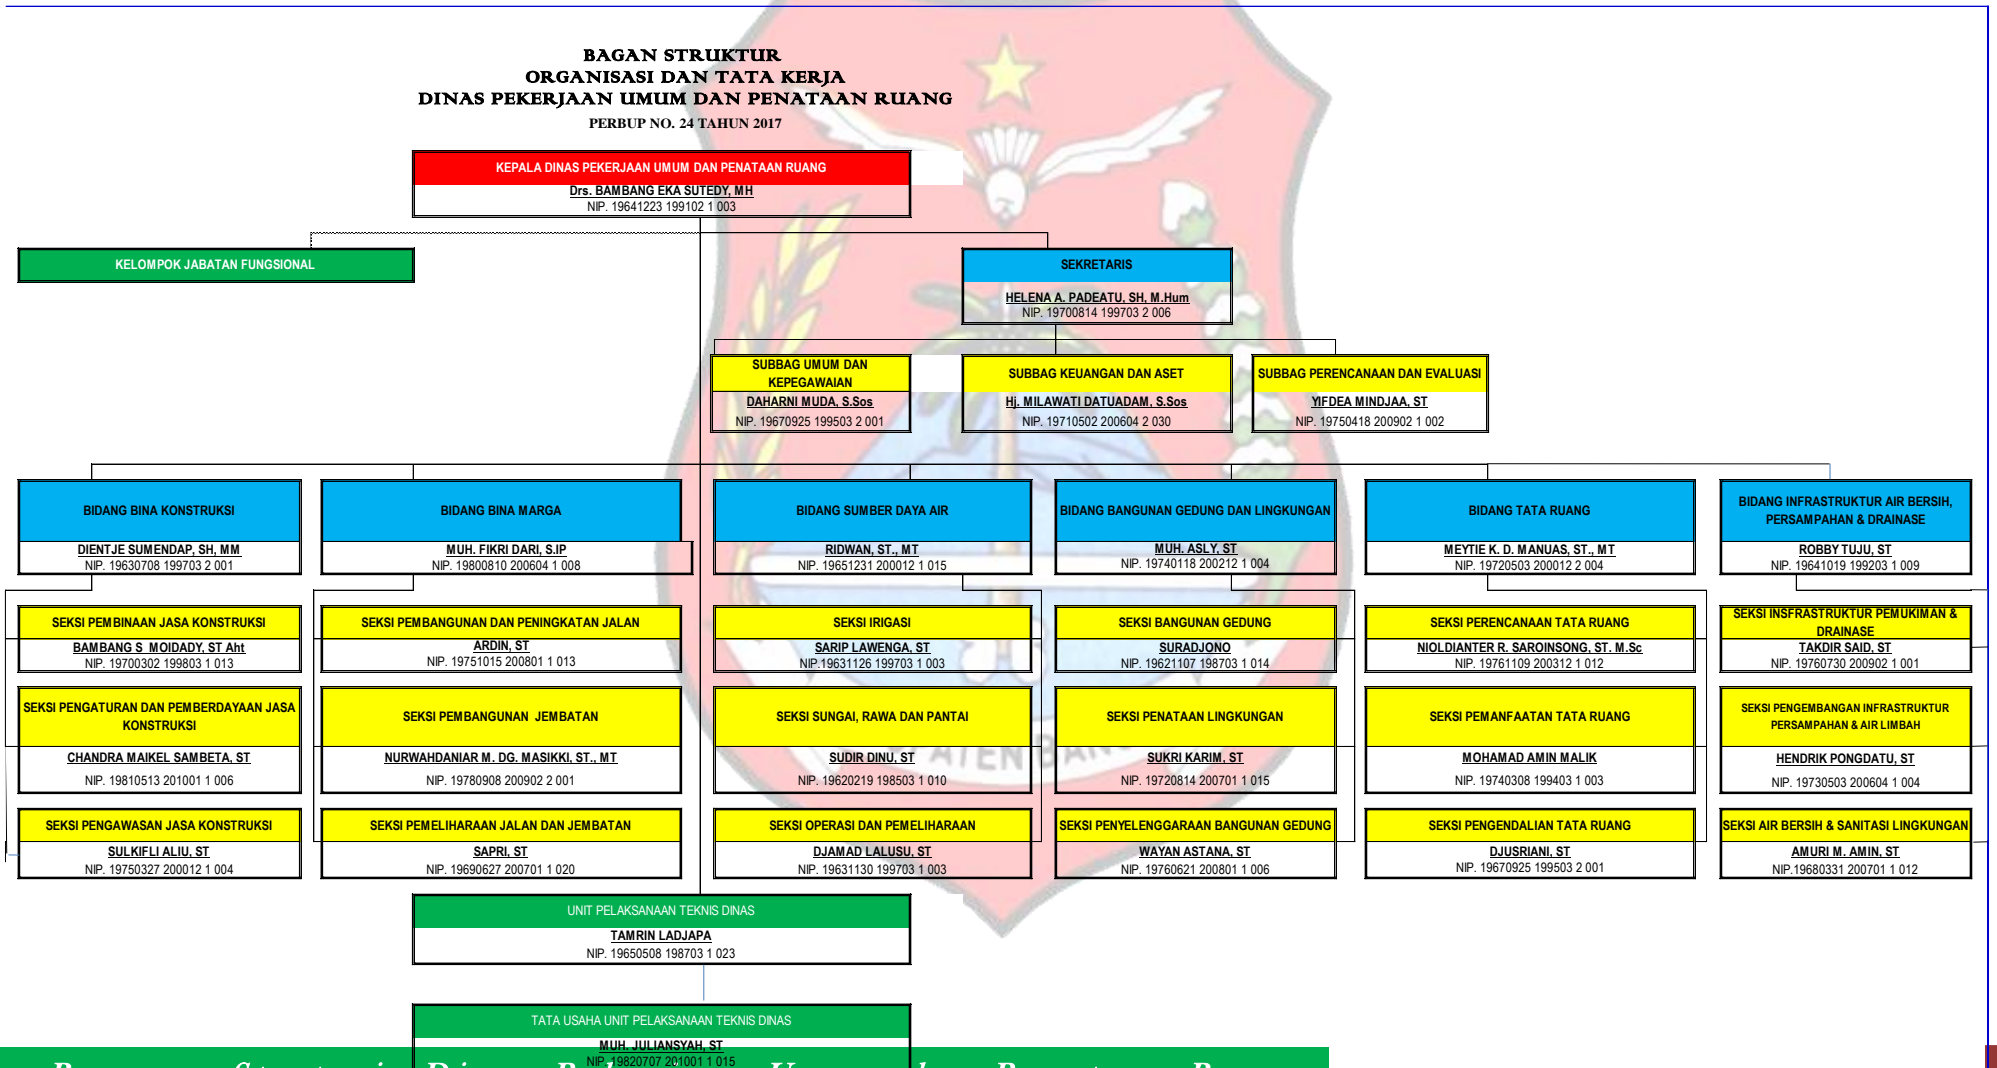 BAGAN STRUKTUR
ORGANISASI DAN TATA KERJA
DINAS PEKERJAAN UMUM DAN PENATAAN RUANG
PERBUP NO. 24 TAHUN 2017
KEPALA DINAS PEKERJAAN UMUM DAN PENATAAN RUANG
Drs. BAMBANG EKA SUTEDY, MH
NIP. 19641223 199102 1 003
KELOMPOK JABATAN FUNGSIONAL
SEKRETARIS
HELENA A. PADEATU, SH, M.Hum
NIP. 19700814 199703 2 006
SUBBAG UMUM DAN
KEPEGAWAIAN
DAHARNI MUDA, S.Sos
NIP. 19670925 199503 2 001
SUBBAG KEUANGAN DAN ASET
Hj. MILAWATI DATUADAM, S.Sos
NIP. 19710502 200604 2 030
SUBBAG PERENCANAAN DAN EVALUASI
YIFDEA MINDJAA, ST
NIP. 19750418 200902 1 002
BIDANG BINA KONSTRUKSI
DIENTJE SUMENDAP, SH, MM
NIP. 19630708 199703 2 001
BIDANG BINA MARGA
MUH. FIKRI DARI, S.IP
NIP. 19800810 200604 1 008
BIDANG SUMBER DAYA AIR
RIDWAN, ST., MT
NIP. 19651231 200012 1 015
BIDANG BANGUNAN GEDUNG DAN LINGKUNGAN
MUH. ASLY, ST
NIP. 19740118 200212 1 004
BIDANG TATA RUANG
MEYTIE K. D. MANUAS, ST., MT
NIP. 19720503 200012 2 004
BIDANG INFRASTRUKTUR AIR BERSIH,
PERSAMPAHAN & DRAINASE
ROBBY TUJU, ST
NIP. 19641019 199203 1 009
SEKSI PEMBINAAN JASA KONSTRUKSI
BAMBANG S MOIDADY, ST Aht
NIP. 19700302 199803 1 013
SEKSI PEMBANGUNAN DAN PENINGKATAN JALAN
ARDIN, ST
NIP. 19751015 200801 1 013
SEKSI IRIGASI
SARIP LAWENGA, ST
NIP.19631126 199703 1 003
SEKSI BANGUNAN GEDUNG
SURADJONO
NIP. 19621107 198703 1 014
SEKSI PERENCANAAN TATA RUANG
NIOLDIANTER R. SAROINSONG, ST. M.Sc
NIP. 19761109 200312 1 012
SEKSI INSFRASTRUKTUR PEMUKIMAN &
DRAINASE
TAKDIR SAID, ST
NIP. 19760730 200902 1 001
SEKSI PENGATURAN DAN PEMBERDAYAAN JASA
KONSTRUKSI
CHANDRA MAIKEL SAMBETA, ST
NIP. 19810513 201001 1 006
SEKSI PEMBANGUNAN JEMBATAN
NURWAHDANIAR M. DG. MASIKKI, ST., MT
NIP. 19780908 200902 2 001
SEKSI SUNGAI, RAWA DAN PANTAI
SUDIR DINU, ST
NIP. 19620219 198503 1 010
SEKSI PENATAAN LINGKUNGAN
SUKRI KARIM, ST
NIP. 19720814 200701 1 015
SEKSI PEMANFAATAN TATA RUANG
MOHAMAD AMIN MALIK
NIP. 19740308 199403 1 003
SEKSI PENGEMBANGAN INFRASTRUKTUR
PERSAMPAHAN & AIR LIMBAH
HENDRIK PONGDATU, ST
NIP. 19730503 200604 1 004
SEKSI PENGAWASAN JASA KONSTRUKSI
SULKIFLI ALIU, ST
NIP. 19750327 200012 1 004
SEKSI PEMELIHARAAN JALAN DAN JEMBATAN
SAPRI, ST
NIP. 19690627 200701 1 020
SEKSI OPERASI DAN PEMELIHARAAN
DJAMAD LALUSU, ST
NIP. 19631130 199703 1 003
SEKSI PENYELENGGARAAN BANGUNAN GEDUNG
WAYAN ASTANA, ST
NIP. 19760621 200801 1 006
SEKSI PENGENDALIAN TATA RUANG
DJUSRIANI, ST
NIP. 19670925 199503 2 001
SEKSI AIR BERSIH & SANITASI LINGKUNGAN
AMURI M. AMIN, ST
NIP.19680331 200701 1 012
UNIT PELAKSANAAN TEKNIS DINAS
TAMRIN LADJAPA
NIP. 19650508 198703 1 023
TATA USAHA UNIT PELAKSANAAN TEKNIS DINAS
MUH. JULIANSYAH, ST
NIP. 19820707 201001 1 015